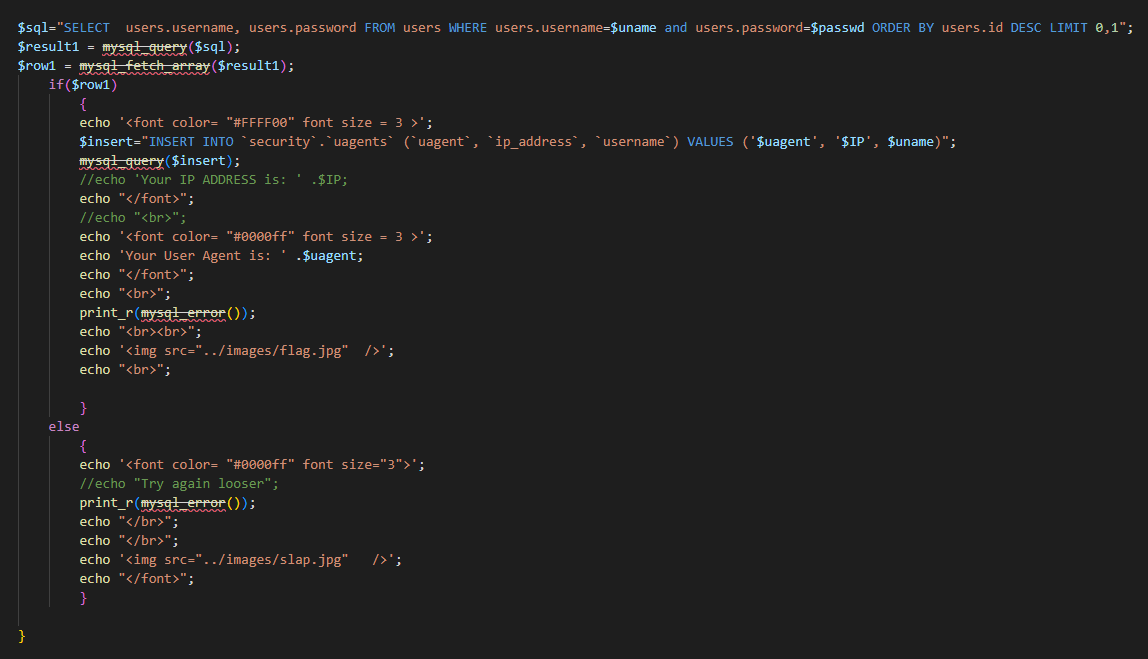 $sql="SELECT  users.username, users.password FROM users WHERE users.username=$uname and users.password=$passwd ORDER BY users.id DESC LIMIT 0,1";
$result1 = mysql_query($sql);
$row1 = mysql_fetch_array($result1);
    if($row1)
        {
        echo '<font color= "#FFFF00" font size = 3 >';
        $insert="INSERT INTO `security`.`uagents` (`uagent`, `ip_address`, `username`) VALUES ('$uagent', '$IP', $uname)";
        mysql_query($insert);
        //echo 'Your IP ADDRESS is: ' .$IP;
        echo "</font>";
        //echo "<br>";
        echo '<font color= "#0000ff" font size = 3 >';
        echo 'Your User Agent is: ' .$uagent;
        echo "</font>";
        echo "<br>";
        print_r(mysql_error());
        echo "<br><br>";
        echo '<img src="../images/flag.jpg"  />';
        echo "<br>";
        }
    else
        {
        echo '<font color= "#0000ff" font size="3">';
        //echo "Try again looser";
        print_r(mysql_error());
        echo "</br>";
        echo "</br>";
        echo '<img src="../images/slap.jpg"   />';
        echo "</font>";
        }
}